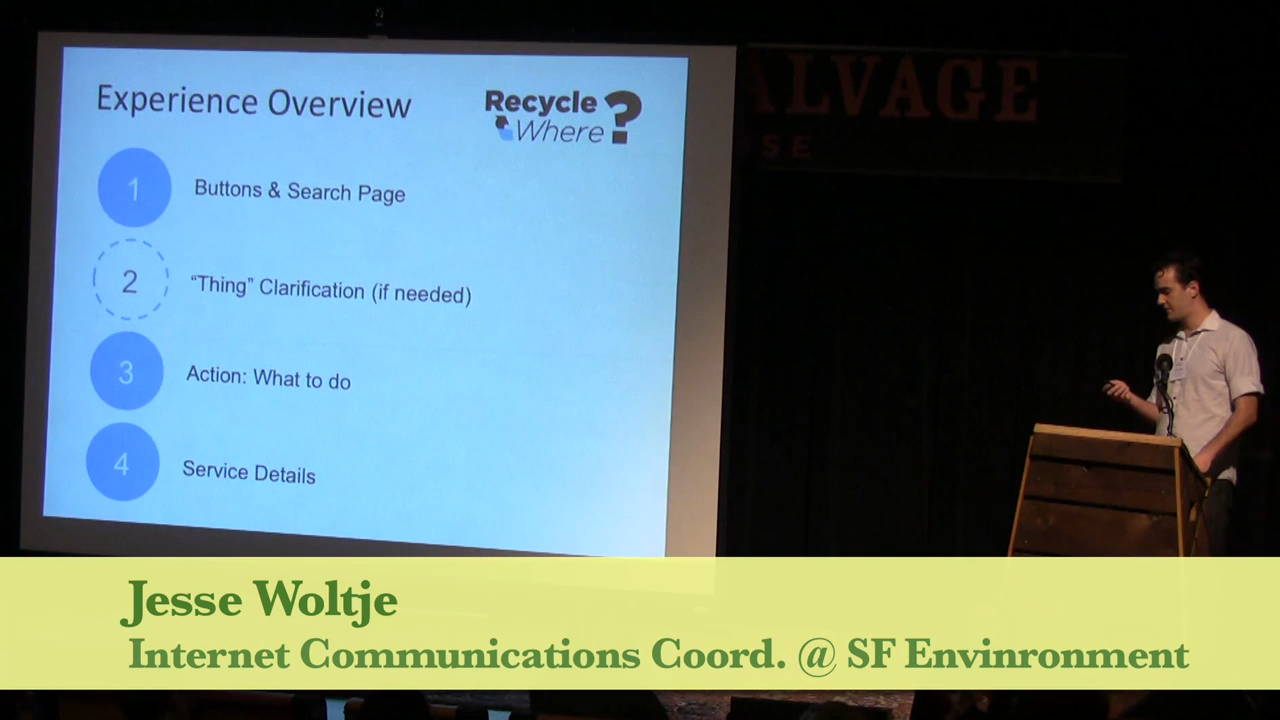 Experience Overview
Recycle
Where?
1 Buttons & Search Page
2 “Thing” Clarification (if needed)
3 Action: What to do
4 Service Details
ALVAGE
SE
Jesse Woltje
Internet Communications Coord. @ SF Envinronment